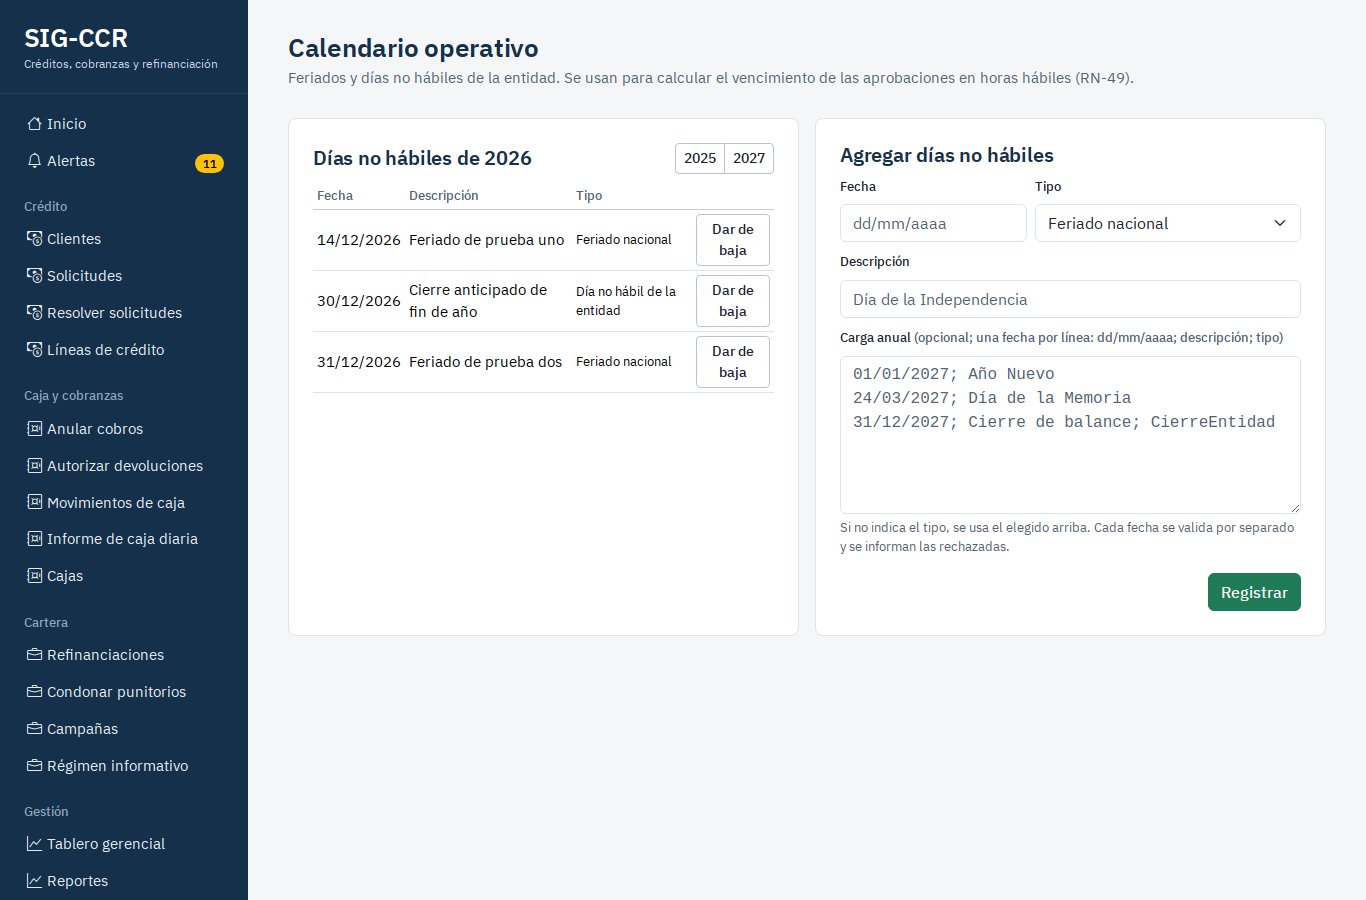 SIG-CCR
Créditos, cobranzas y refinanciación
Inicio
Alertas 11
Crédito
Clientes
Solicitudes
Resolver solicitudes
Líneas de crédito
Caja y cobranzas
Anular cobros
Autorizar devoluciones
Movimientos de caja
Informe de caja diaria
Cajas
Cartera
Refinanciaciones
Condonar punitorios
Campañas
Régimen informativo
Gestión
Tablero gerencial
Reportes
Calendario operativo
Feriados y días no hábiles de la entidad. Se usan para calcular el vencimiento de las aprobaciones en horas hábiles (RN-49).
Días no hábiles de 2026
2025 2027
Fecha Descripción Tipo
14/12/2026 Feriado de prueba uno Feriado nacional Dar de
baja
30/12/2026 Cierre anticipado de Día no hábil de la Dar de
fin de año entidad baja
31/12/2026 Feriado de prueba dos Feriado nacional Dar de
baja
Agregar días no hábiles
Fecha Tipo
dd/mm/aaaa Feriado nacional
Descripción
Día de la Independencia
Carga anual (opcional; una fecha por línea: dd/mm/aaaa; descripción; tipo)
01/01/2027; Año Nuevo
24/03/2027; Día de la Memoria
31/12/2027; Cierre de balance; CierreEntidad
Si no indica el tipo, se usa el elegido arriba. Cada fecha se valida por separado
y se informan las rechazadas.
Registrar